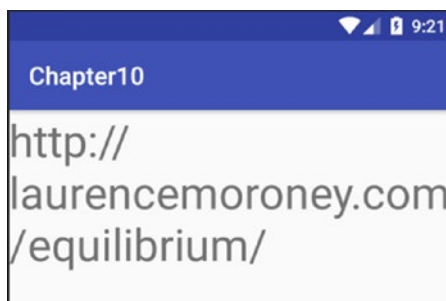 9:21
Chapter10
http://
laurencemoroney.com
/equilibrium/